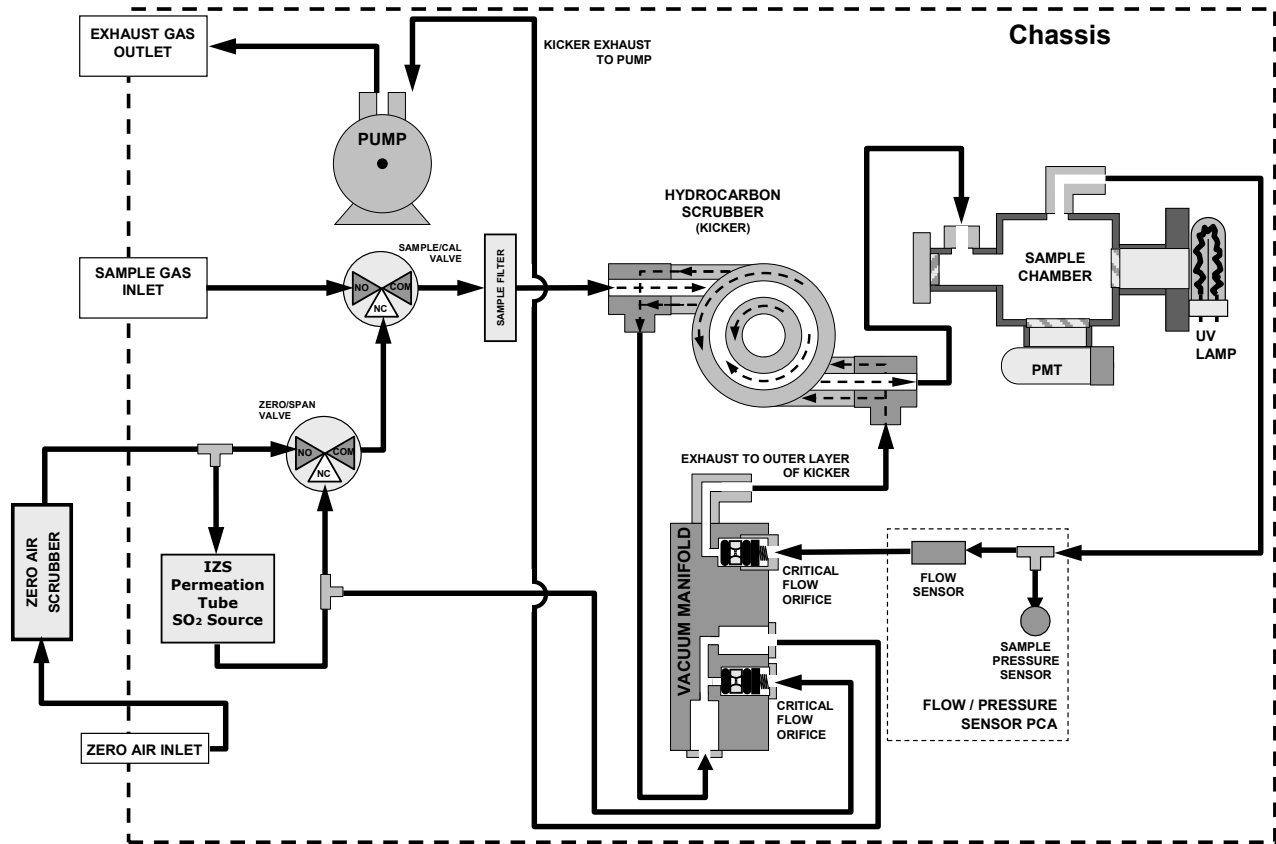 Chassis
EXHAUST GAS
OUTLET
KICKER EXHAUST
TO PUMP
PUMP
HYDROCARBON
SCRUBBER
(KICKER)
SAMPLE/CAL
VALVE
SAMPLE FILTER
SAMPLE GAS
INLET
NO
COM
NC
SAMPLE
CHAMBER
UV
LAMP
PMT
ZERO/SPAN
VALVE
NO
COM
NC
EXHAUST TO OUTER LAYER
OF KICKER
ZERO AIR
SCRUBBER
IZS
Permeation
Tube
SO₂ Source
VACUUM MANIFOLD
CRITICAL
FLOW
ORIFICE
FLOW
SENSOR
SAMPLE
PRESSURE
SENSOR
CRITICAL
FLOW
ORIFICE
FLOW / PRESSURE
SENSOR PCA
ZERO AIR INLET